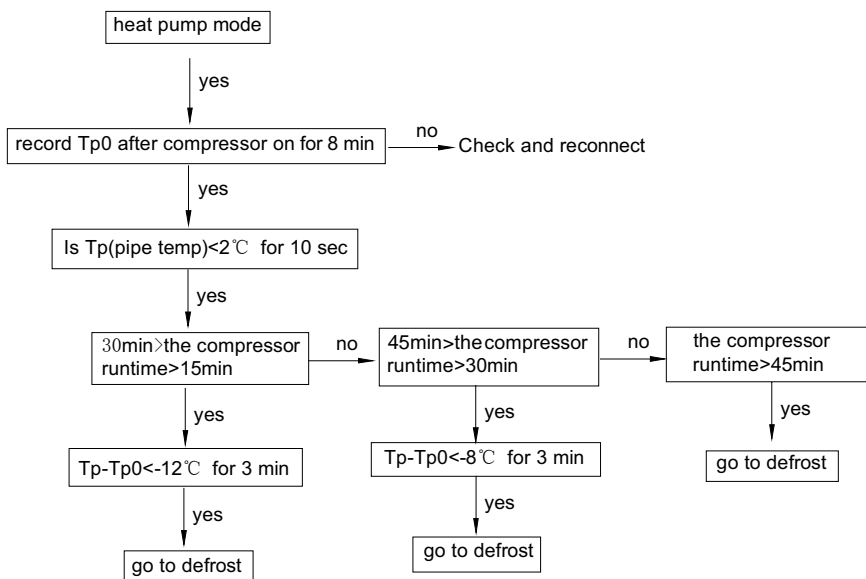 heat pump mode
yes
record Tp0 after compressor on for 8 min
no
Check and reconnect
yes
Is Tp(pipe temp)<2℃ for 10 sec
yes
30min>the compressor
runtime>15min
no
45min>the compressor
runtime>30min
no
the compressor
runtime>45min
yes
yes
yes
Tp-Tp0<-12℃ for 3 min
Tp-Tp0<-8℃ for 3 min
go to defrost
yes
yes
go to defrost
go to defrost